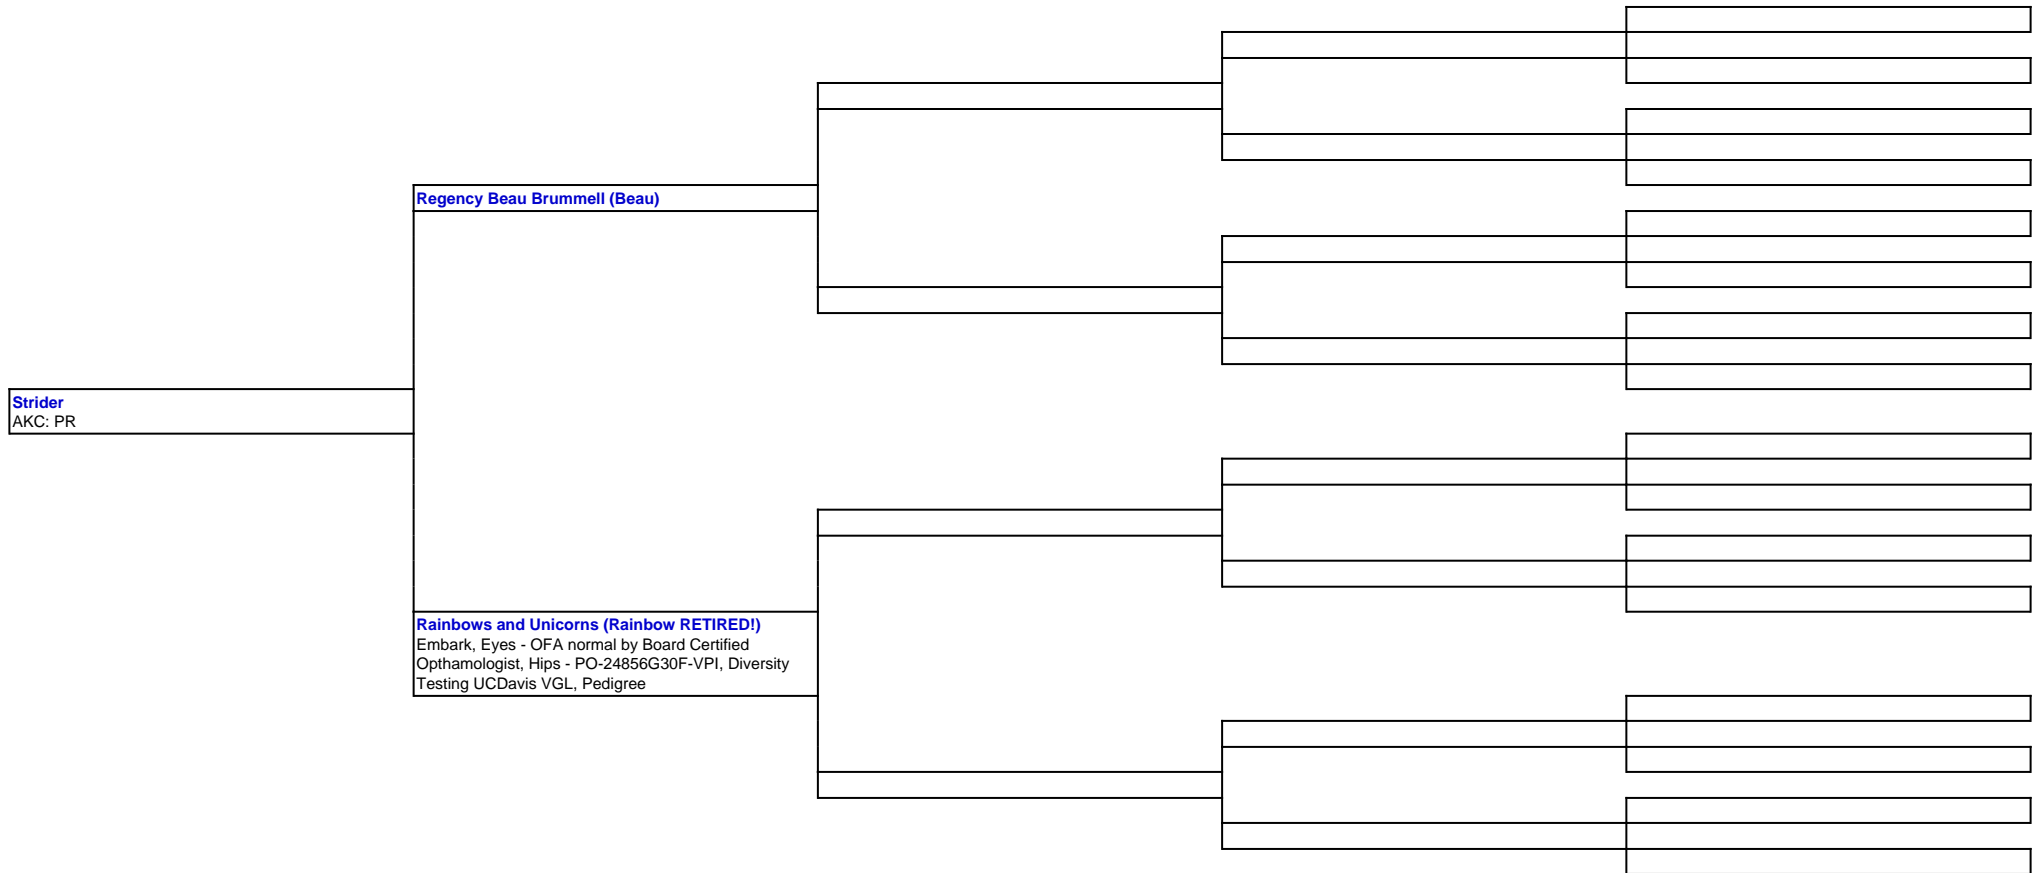 Regency Beau Brummell (Beau)
Strider
AKC: PR
Rainbows and Unicorns (Rainbow RETIRED!)
Embark, Eyes - OFA normal by Board Certified
Opthamologist, Hips - PO-24856G30F-VPI, Diversity
Testing UCDavis VGL, Pedigree